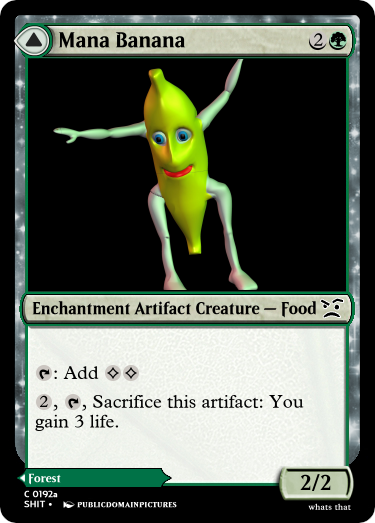 Mana Banana 2
Enchantment Artifact Creature — Food
: Add
2, , Sacrifice this artifact: You
gain 3 life.
Forest
2/2
C 0192a
SHIT • PUBLICDOMAINPICTURES
whats that